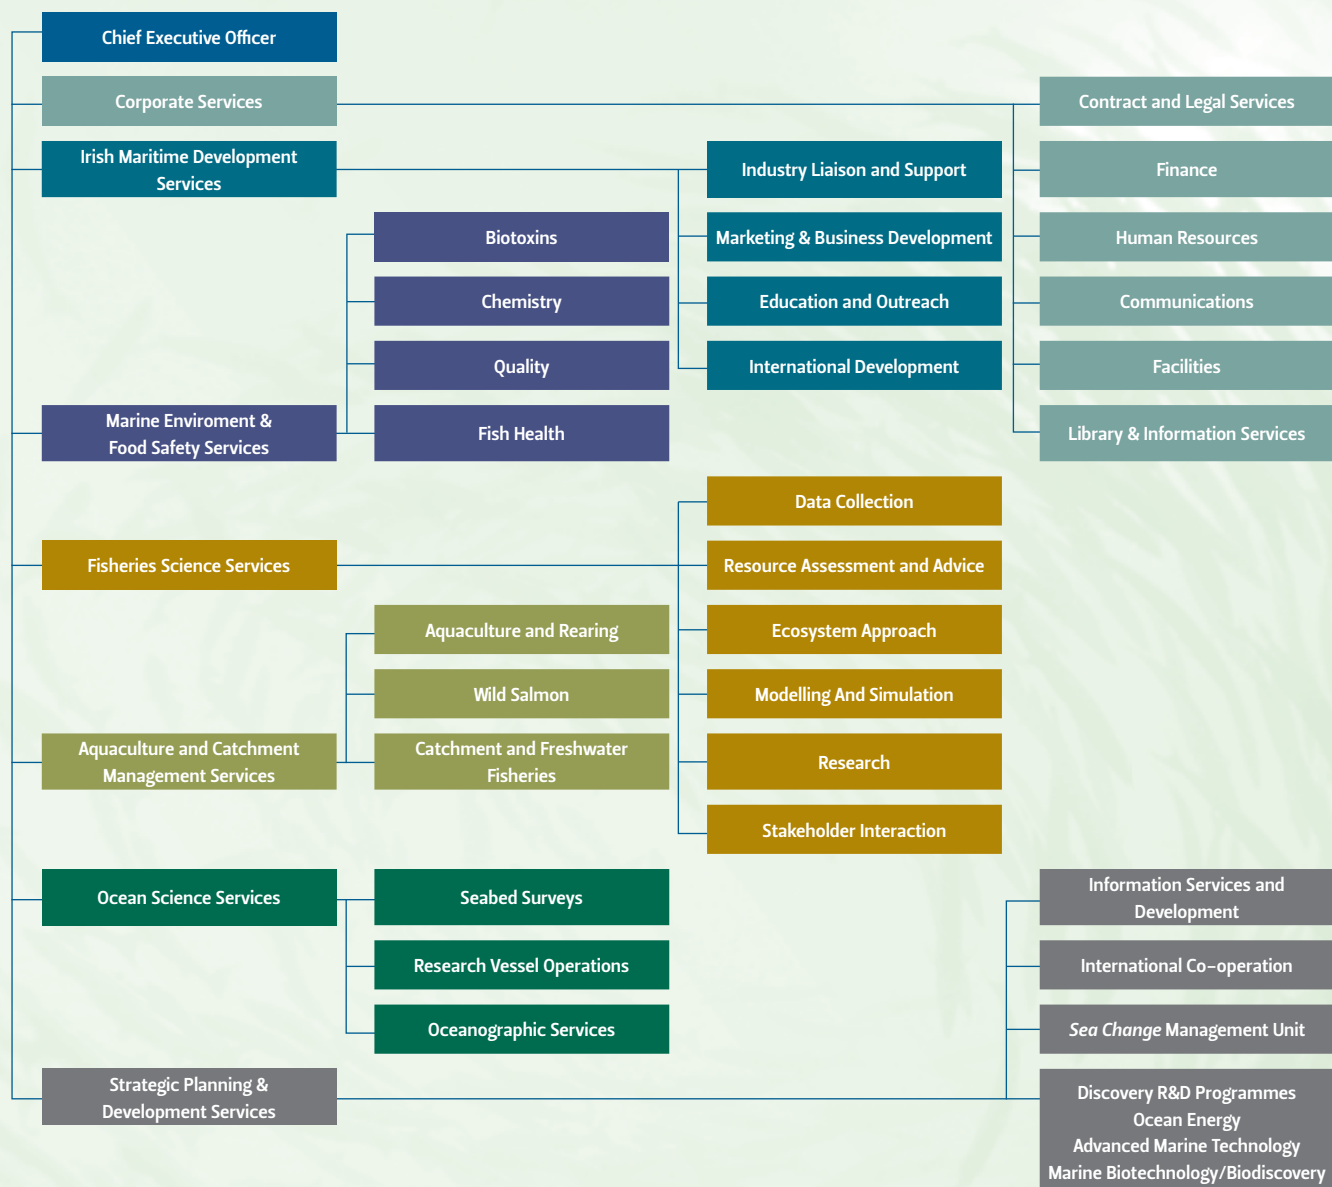 Chief Executive Officer
Corporate Services
Contract and Legal Services
Finance
Human Resources
Communications
Facilities
Library & Information Services
Irish Maritime Development
Services
Industry Liaison and Support
Marketing & Business Development
Education and Outreach
International Development
Marine Enviroment &
Food Safety Services
Biotoxins
Chemistry
Quality
Fish Health
Fisheries Science Services
Data Collection
Resource Assessment and Advice
Ecosystem Approach
Modelling And Simulation
Research
Stakeholder Interaction
Aquaculture and Catchment
Management Services
Aquaculture and Rearing
Wild Salmon
Catchment and Freshwater
Fisheries
Ocean Science Services
Seabed Surveys
Research Vessel Operations
Oceanographic Services
Strategic Planning &
Development Services
Information Services and
Development
International Co-operation
Sea Change Management Unit
Discovery R&D Programmes
Ocean Energy
Advanced Marine Technology
Marine Biotechnology/Biodiscovery